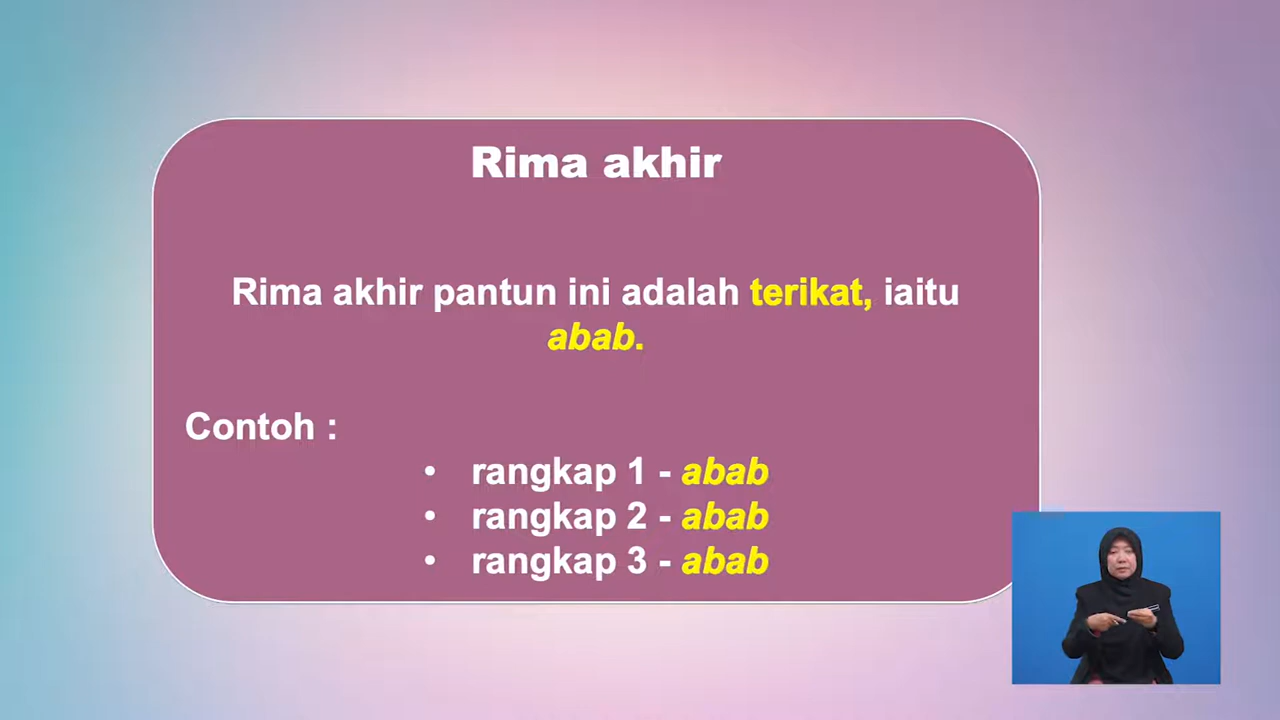 Rima akhir
Rima akhir pantun ini adalah terikat, iaitu
abab.
Contoh :
• rangkap 1 - abab
• rangkap 2 - abab
• rangkap 3 - abab